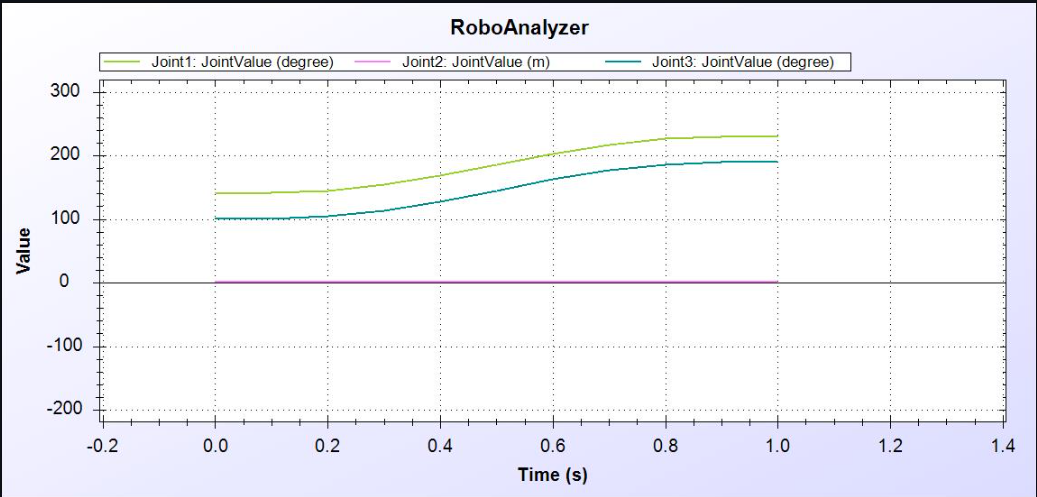 RoboAnalyzer
Joint1: JointValue (degree) Joint2: JointValue (m) Joint3: JointValue (degree)
300
200
100
0
-100
-200
Value
-0.2 0.0 0.2 0.4 0.6 0.8 1.0 1.2 1.4
Time (s)